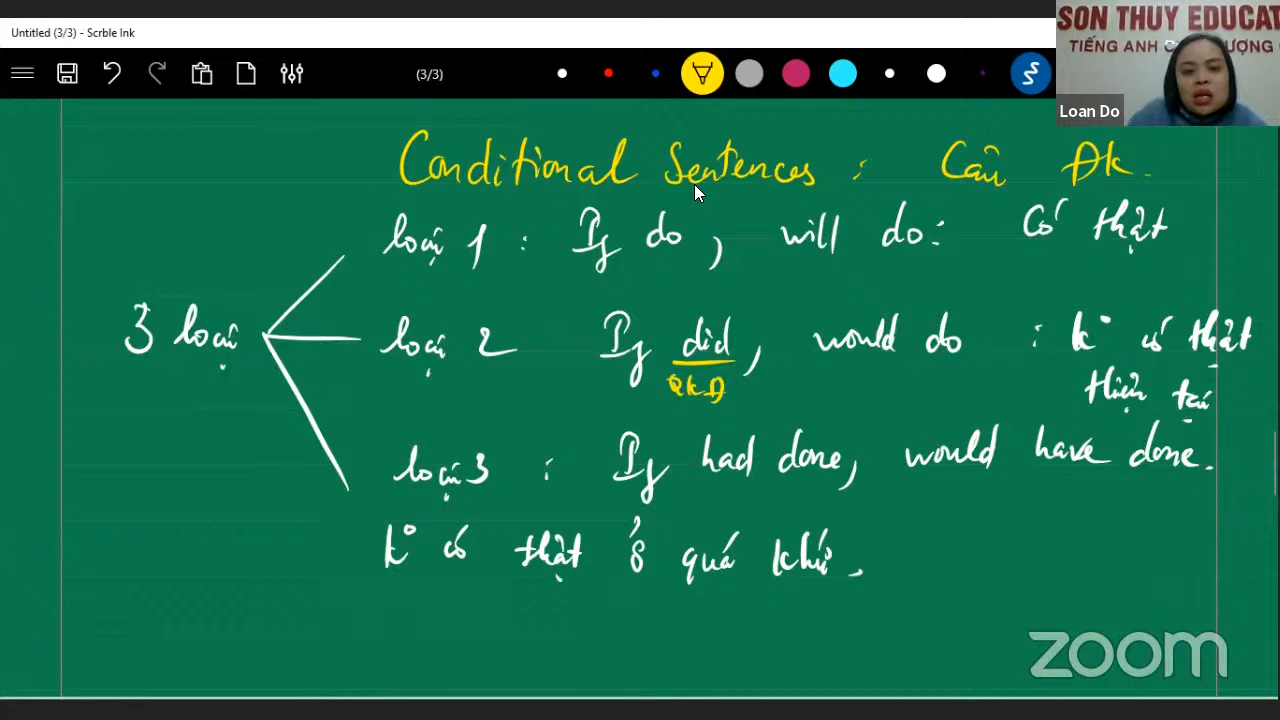 Untitled (3/3) - Scrble Ink
SON THUY EDUCAT
TIẾNG ANH C
ƯỢNG
(3/3)
Loan Do
Conditional Sentences : Câu ĐK.
loại 1 : If do, will do: Có thật
3 loại
loại 2 If did, would do : k° có thật
QKĐ
hiện tại
loại 3 : If had done, would have done.
k° có thật ở quá khứ.
zoom